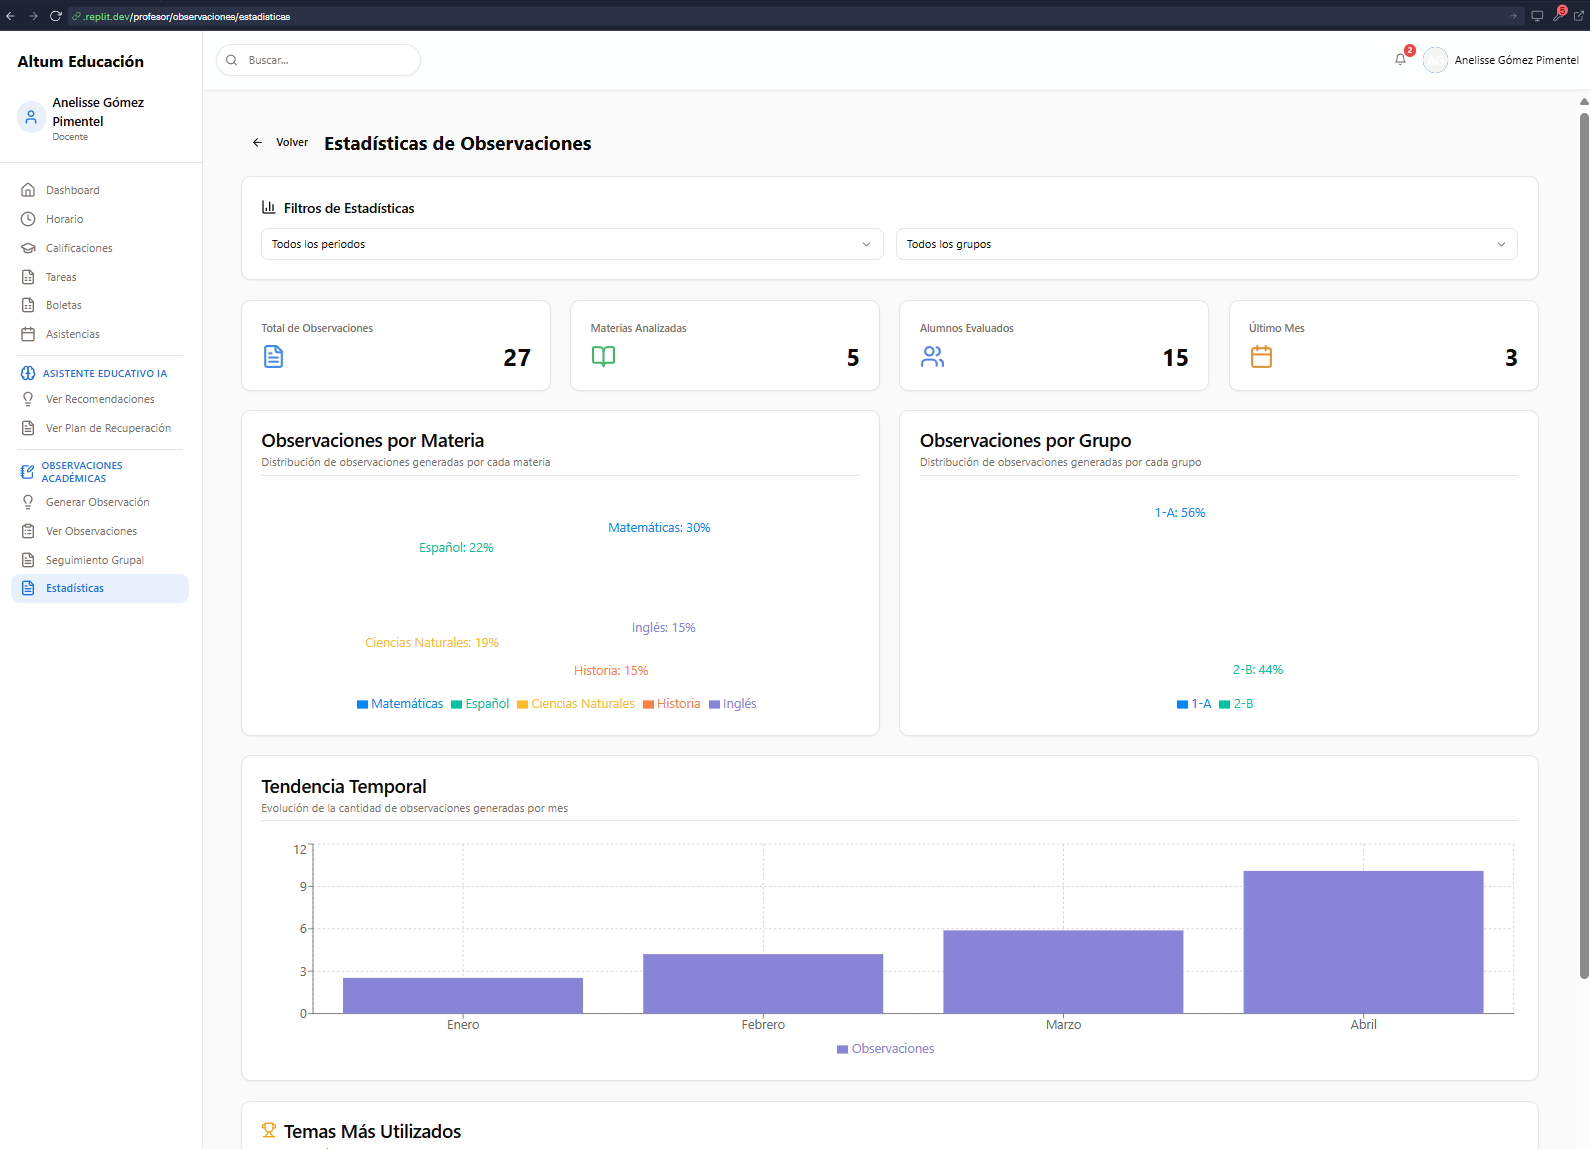 .replit.dev/profesor/observaciones/estadisticas
5
Altum Educación
Buscar...
2
Anelisse Gómez Pimentel
Anelisse Gómez
Pimentel
Docente
Dashboard
Horario
Calificaciones
Tareas
Boletas
Asistencias
ASISTENTE EDUCATIVO IA
Ver Recomendaciones
Ver Plan de Recuperación
OBSERVACIONES
ACADÉMICAS
Generar Observación
Ver Observaciones
Seguimiento Grupal
Estadísticas
Volver
Estadísticas de Observaciones
Filtros de Estadísticas
Todos los periodos
Todos los grupos
Total de Observaciones
27
Materias Analizadas
5
Alumnos Evaluados
15
Último Mes
3
Observaciones por Materia
Distribución de observaciones generadas por cada materia
Matemáticas: 30%
Español: 22%
Inglés: 15%
Ciencias Naturales: 19%
Historia: 15%
Matemáticas Español Ciencias Naturales Historia Inglés
Observaciones por Grupo
Distribución de observaciones generadas por cada grupo
1-A: 56%
2-B: 44%
1-A 2-B
Tendencia Temporal
Evolución de la cantidad de observaciones generadas por mes
12
9
6
3
0
Enero Febrero Marzo Abril
Observaciones
Temas Más Utilizados